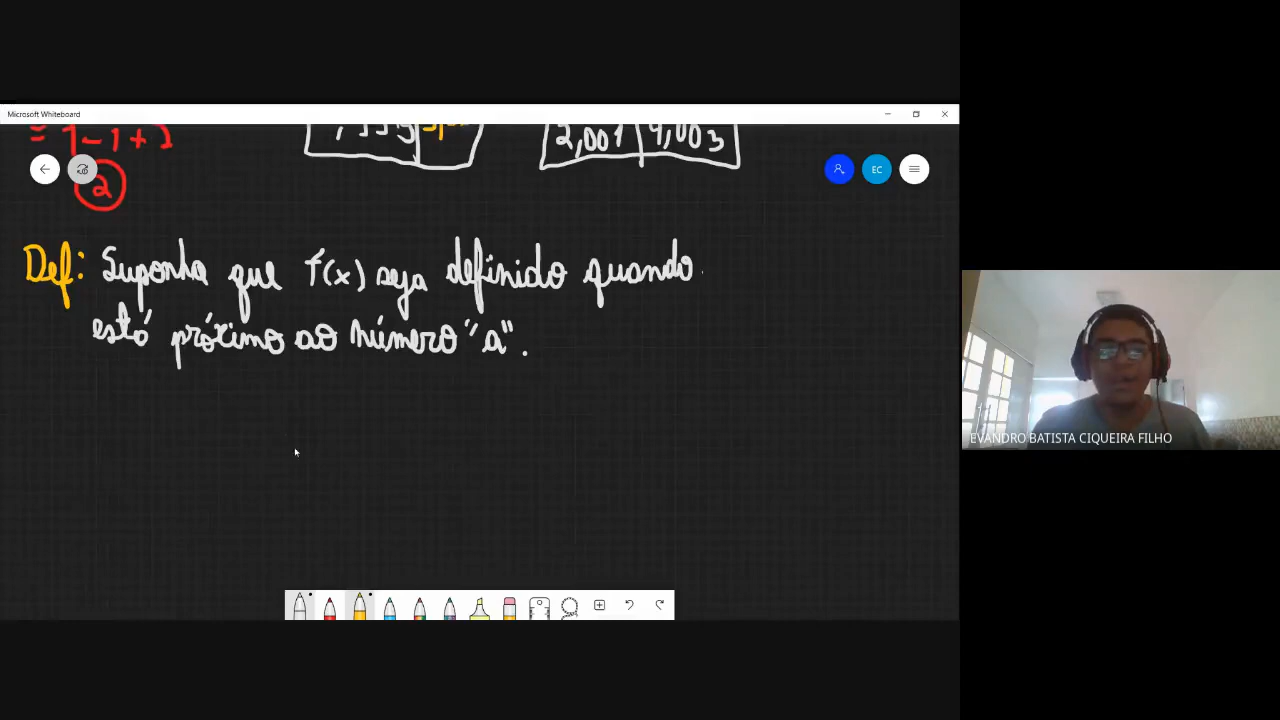 Microsoft Whiteboard
2,001 4,003
2
EC
Def: Suponha que f(x) seja definido quando
está próximo ao número "a".
EVANDRO BATISTA CIQUEIRA FILHO